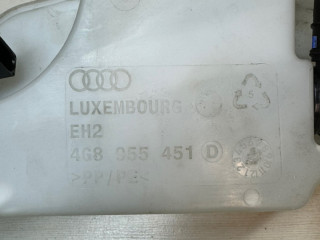 LUXEMBOURG
EH2
4G8 955 451 D
>PP/PE<